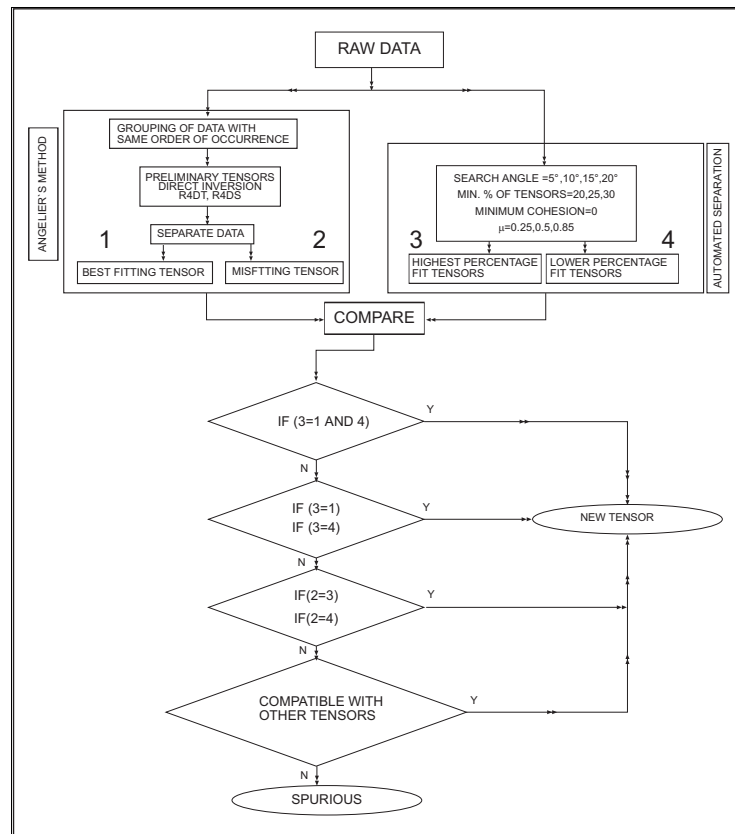 RAW DATA
ANGELIER`S METHOD
GROUPING OF DATA WITH
SAME ORDER OF OCCURRENCE
PRELIMINARY TENSORS
DIRECT INVERSION
R4DT, R4DS
SEPARATE DATA
1
2
BEST FITTING TENSOR
MISFTTING TENSOR
SEARCH ANGLE =5°,10°,15°,20°
MIN. % OF TENSORS=20,25,30
MINIMUM COHESION=0
µ=0.25,0.5,0.85
3
4
HIGHEST PERCENTAGE
FIT TENSORS
LOWER PERCENTAGE
FIT TENSORS
AUTOMATED SEPARATION
COMPARE
IF (3=1 AND 4)
Y
N
IF (3=1)
IF (3=4)
Y
NEW TENSOR
N
IF(2=3)
IF(2=4)
Y
N
COMPATIBLE WITH
OTHER TENSORS
Y
N
SPURIOUS